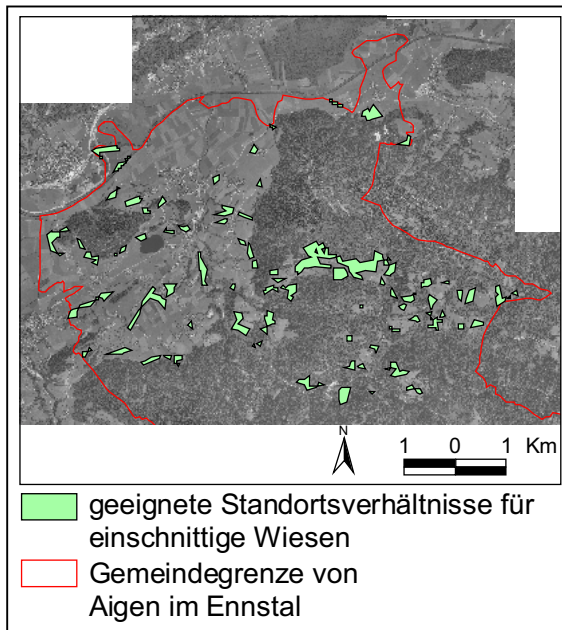 N
1 0 1 Km
geeignete Standortsverhältnisse für
einschnittige Wiesen
Gemeindegrenze von
Aigen im Ennstal